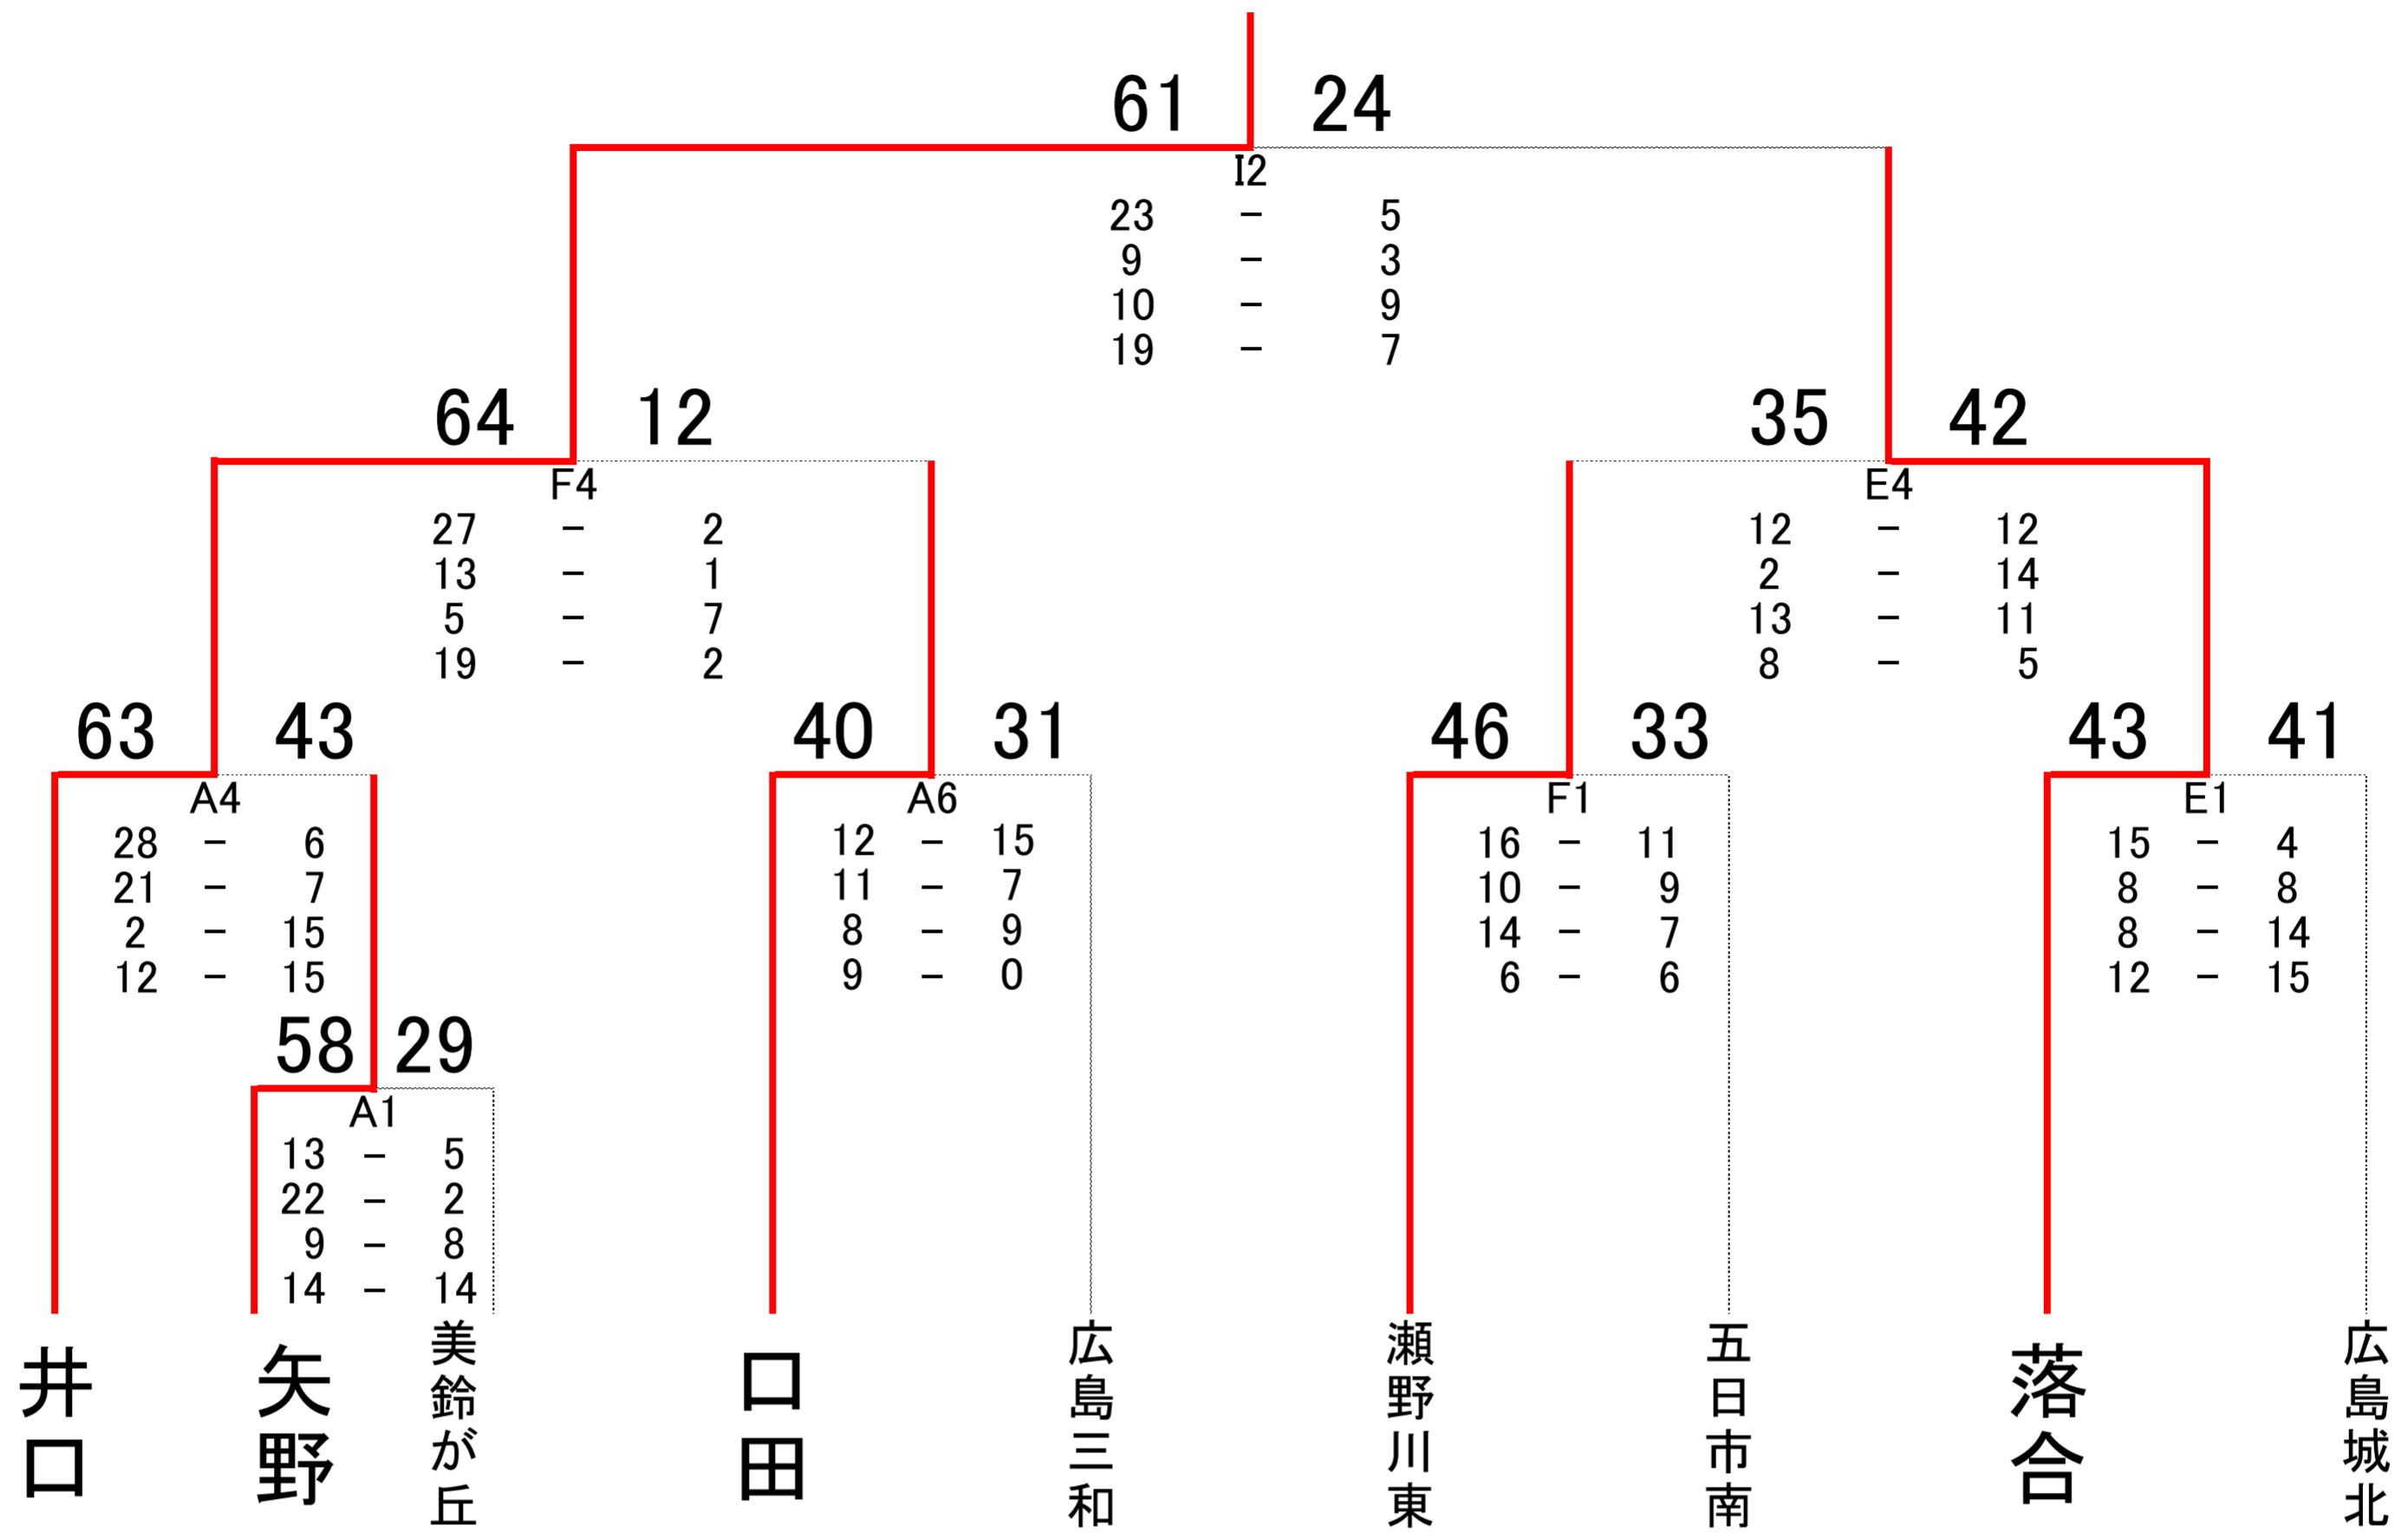 61 24
I2
23 - 5
9 - 3
10 - 9
19 - 7
64 12
F4
27 - 2
13 - 1
5 - 7
19 - 2
35 42
E4
12 - 12
2 - 14
13 - 11
8 - 5
63 43
A4
28 - 6
21 - 7
2 - 15
12 - 15
40 31
A6
12 - 15
11 - 7
8 - 9
9 - 0
46 33
F1
16 - 11
10 - 9
14 - 7
6 - 6
43 41
E1
15 - 4
8 - 8
8 - 14
12 - 15
58 29
A1
13 - 5
22 - 2
9 - 8
14 - 14
井口
矢野
美鈴が丘
口田
広島三和
瀬野川東
五日市南
落合
広島城北